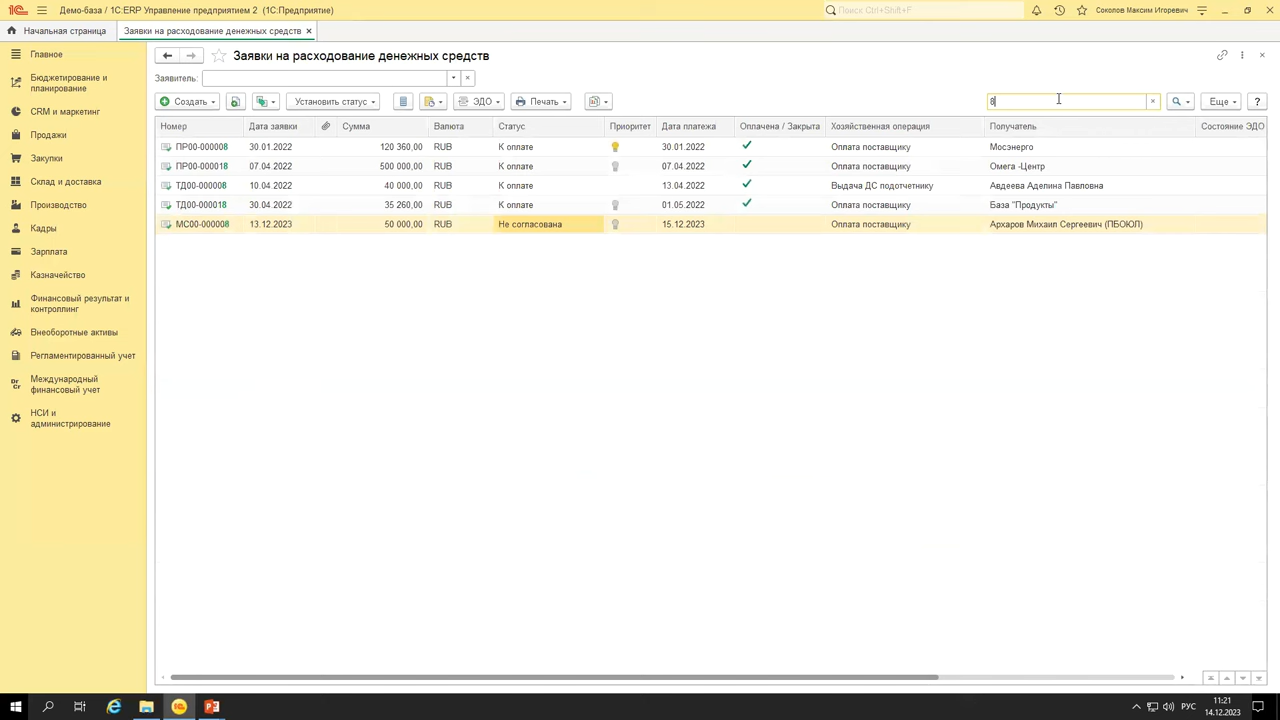 Демо-база / 1С:ERP Управление предприятием 2 (1С:Предприятие)
Поиск Ctrl+Shift+F
Соколов Максим Игоревич
Начальная страница
Заявки на расходование денежных средств ×
Главное
Бюджетирование и
планирование
CRM и маркетинг
Продажи
Закупки
Склад и доставка
Производство
Кадры
Зарплата
Казначейство
Финансовый результат и
контроллинг
Внеоборотные активы
Регламентированный учет
Международный
финансовый учет
НСИ и
администрирование
Заявки на расходование денежных средств
Заявитель:
Создать Установить статус ЭДО Печать 8 Еще ?
Номер Дата заявки Сумма Валюта Статус Приоритет Дата платежа Оплачена / Закрыта Хозяйственная операция Получатель Состояние ЭДО
ПР00-000008 30.01.2022 120 360,00 RUB К оплате 30.01.2022 Оплата поставщику Мосэнерго
ПР00-000018 07.04.2022 500 000,00 RUB К оплате 07.04.2022 Оплата поставщику Омега -Центр
ТД00-000008 10.04.2022 40 000,00 RUB К оплате 13.04.2022 Выдача ДС подотчетнику Авдеева Аделина Павловна
ТД00-000018 30.04.2022 35 260,00 RUB К оплате 01.05.2022 Оплата поставщику База "Продукты"
МС00-000008 13.12.2023 50 000,00 RUB Не согласована 15.12.2023 Оплата поставщику Архаров Михаил Сергеевич (ПБОЮЛ)
РУС
11:21
14.12.2023